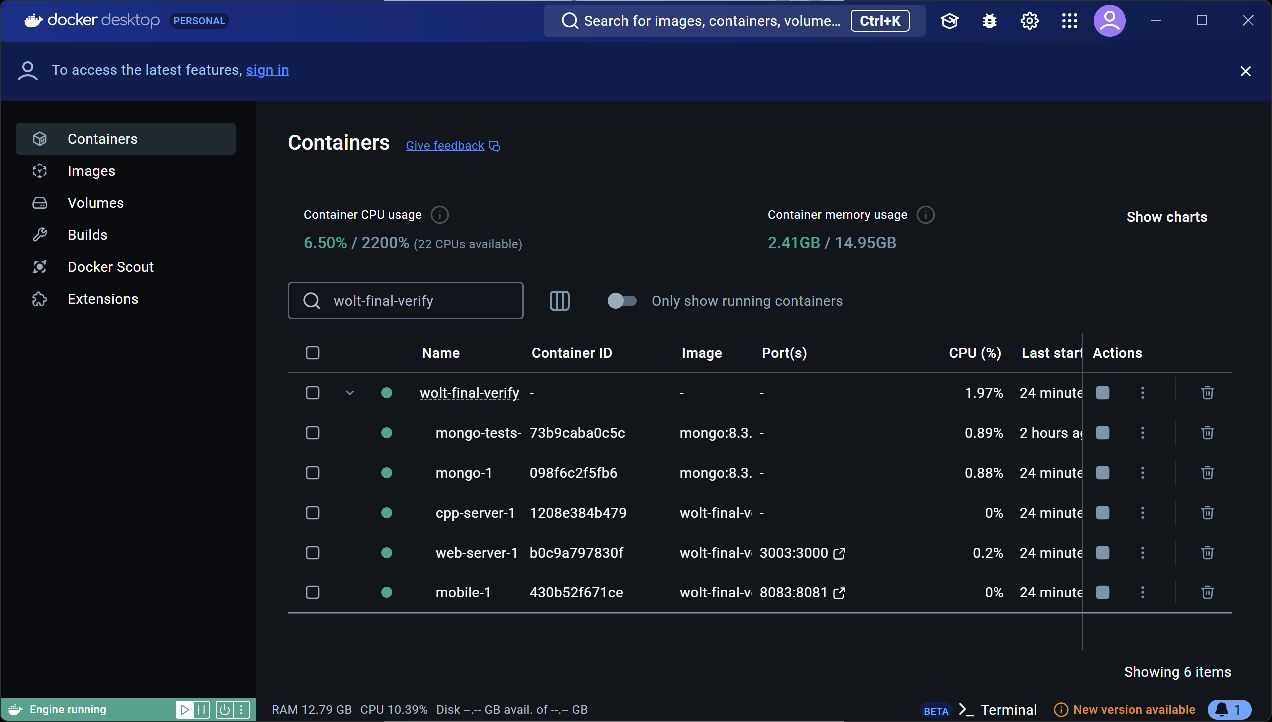 docker desktop PERSONAL Search for images, containers, volume... Ctrl+K
To access the latest features, sign in
Containers
Images
Volumes
Builds
Docker Scout
Extensions
Containers Give feedback
Container CPU usage
6.50% / 2200% (22 CPUs available)
Container memory usage
2.41GB / 14.95GB
Show charts
wolt-final-verify Only show running containers
Name Container ID Image Port(s) CPU (%) Last start Actions
wolt-final-verify - - - 1.97% 24 minute
mongo-tests- 73b9caba0c5c mongo:8.3. - 0.89% 2 hours ag
mongo-1 098f6c2f5fb6 mongo:8.3. - 0.88% 24 minute
cpp-server-1 1208e384b479 wolt-final-v - 0% 24 minute
web-server-1 b0c9a797830f wolt-final-v 3003:3000 0.2% 24 minute
mobile-1 430b52f671ce wolt-final-v 8083:8081 0% 24 minute
Showing 6 items
Engine running RAM 12.79 GB CPU 10.39% Disk --.-- GB avail. of --.-- GB BETA >_ Terminal New version available 1